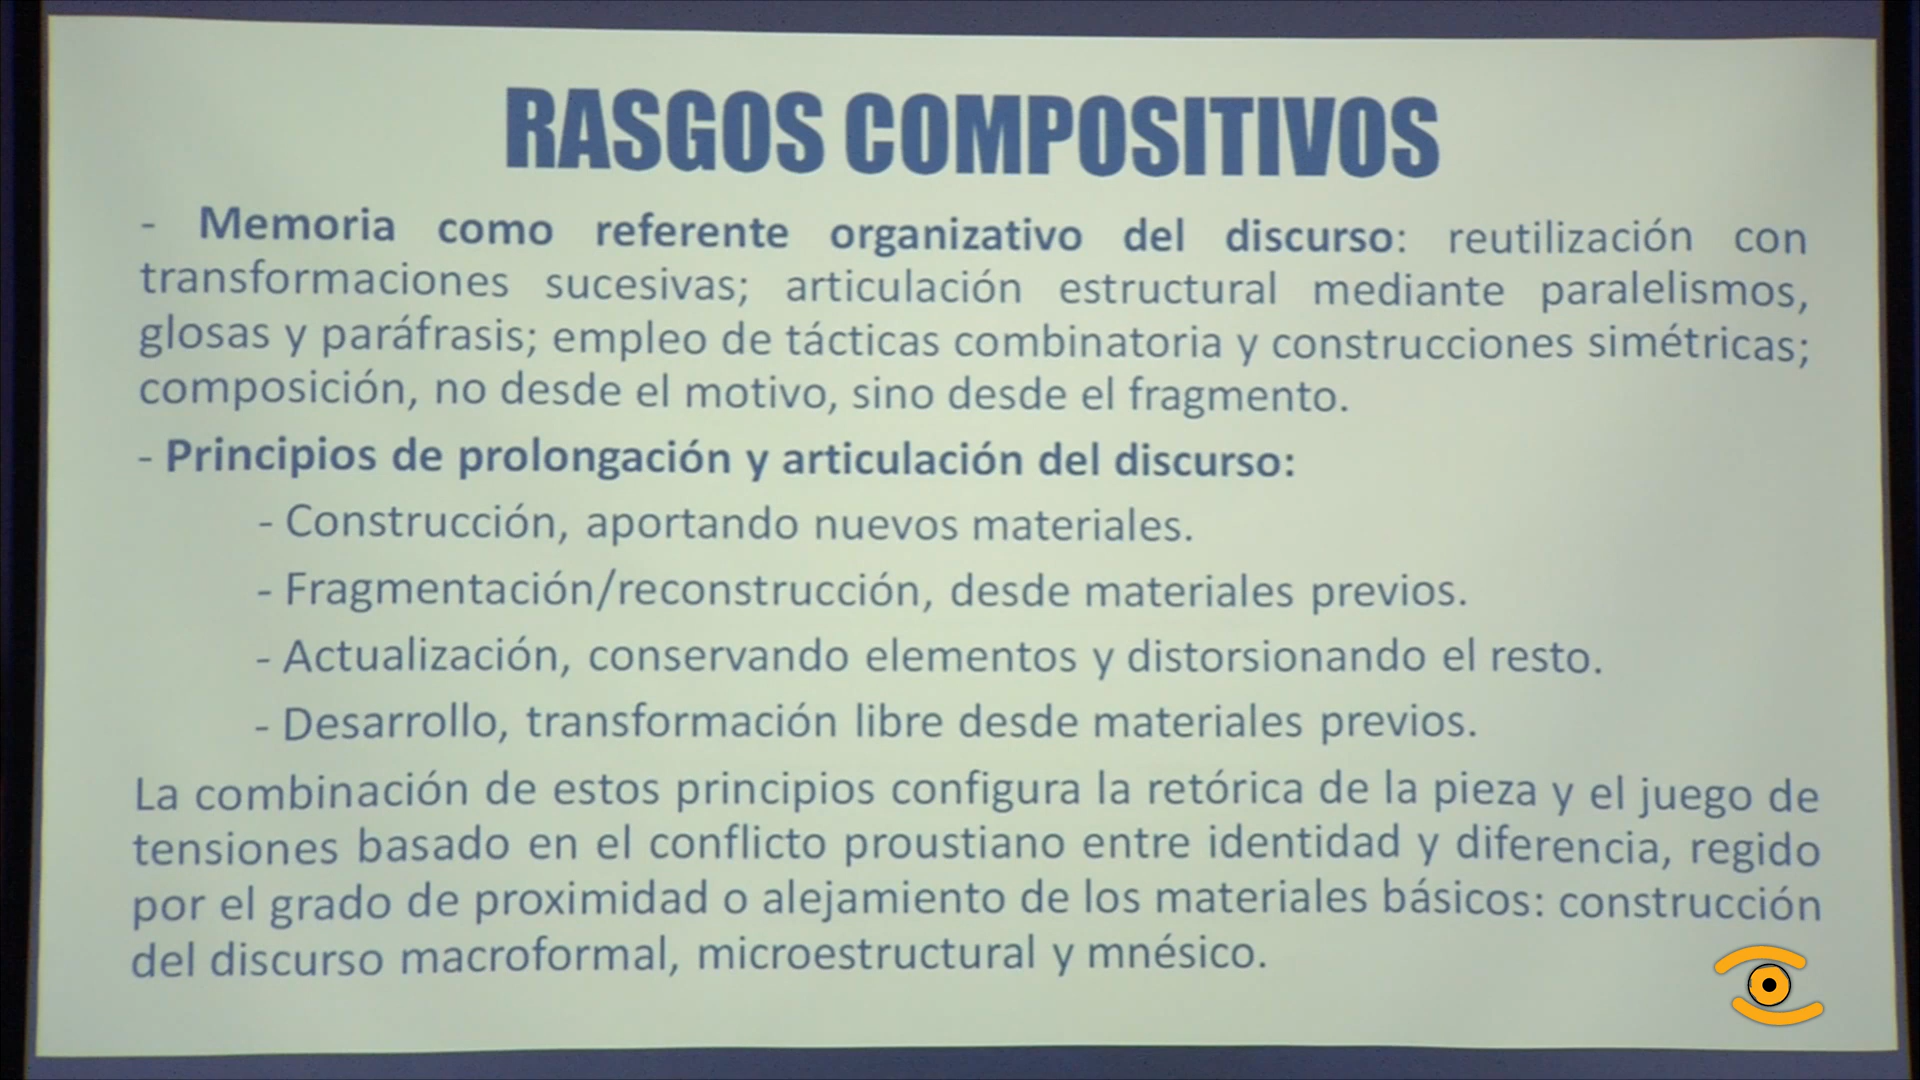 RASGOS COMPOSITIVOS
- Memoria como referente organizativo del discurso: reutilización con
transformaciones sucesivas; articulación estructural mediante paralelismos,
glosas y paráfrasis; empleo de tácticas combinatoria y construcciones simétricas;
composición, no desde el motivo, sino desde el fragmento.
- Principios de prolongación y articulación del discurso:
- Construcción, aportando nuevos materiales.
- Fragmentación/reconstrucción, desde materiales previos.
- Actualización, conservando elementos y distorsionando el resto.
- Desarrollo, transformación libre desde materiales previos.
La combinación de estos principios configura la retórica de la pieza y el juego de
tensiones basado en el conflicto proustiano entre identidad y diferencia, regido
por el grado de proximidad o alejamiento de los materiales básicos: construcción
del discurso macroformal, microestructural y mnésico.